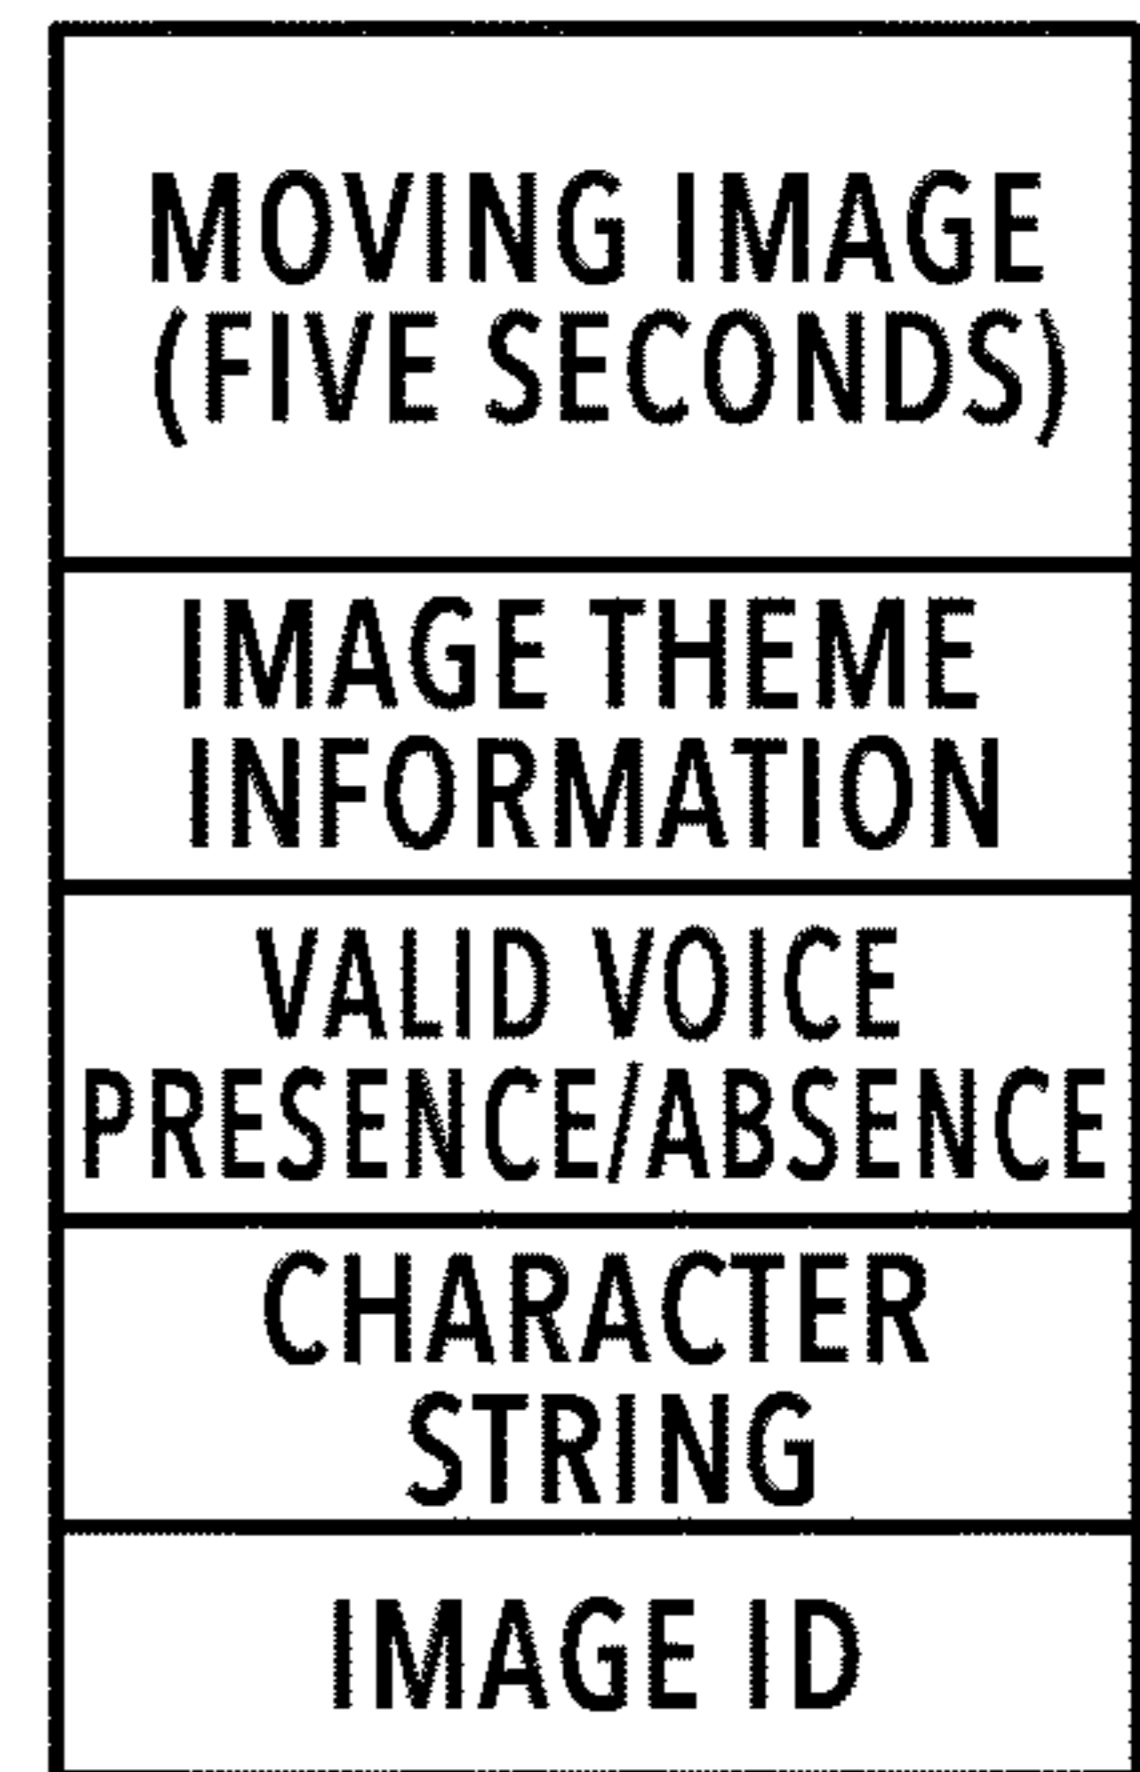 MOVING IMAGE
(FIVE SECONDS)
IMAGE THEME
INFORMATION
VALID VOICE
PRESENCE/ABSENCE
CHARACTER
STRING
IMAGE ID